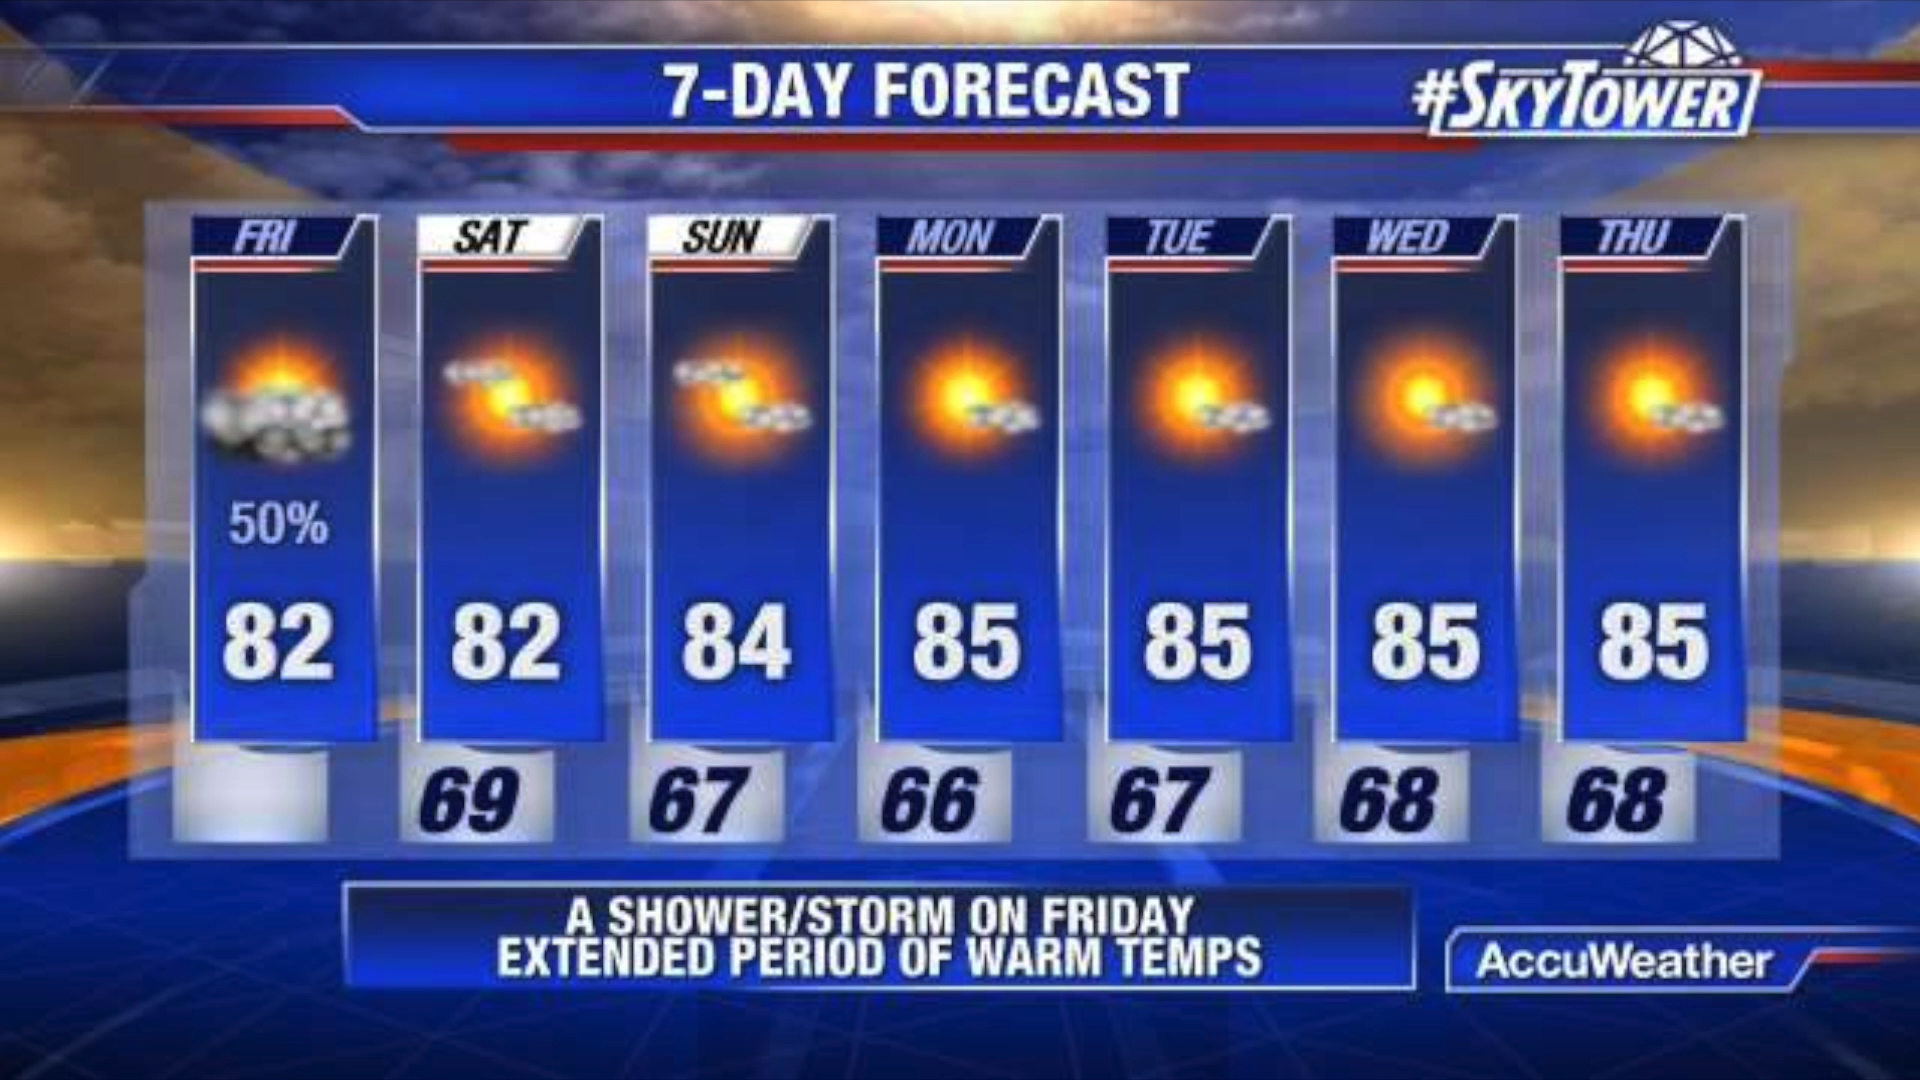 7-DAY FORECAST
#SKYTOWER
FRI SAT SUN MON TUE WED THU
50%
82 82 84 85 85 85 85
69 67 66 67 68 68
A SHOWER/STORM ON FRIDAY
EXTENDED PERIOD OF WARM TEMPS
AccuWeather